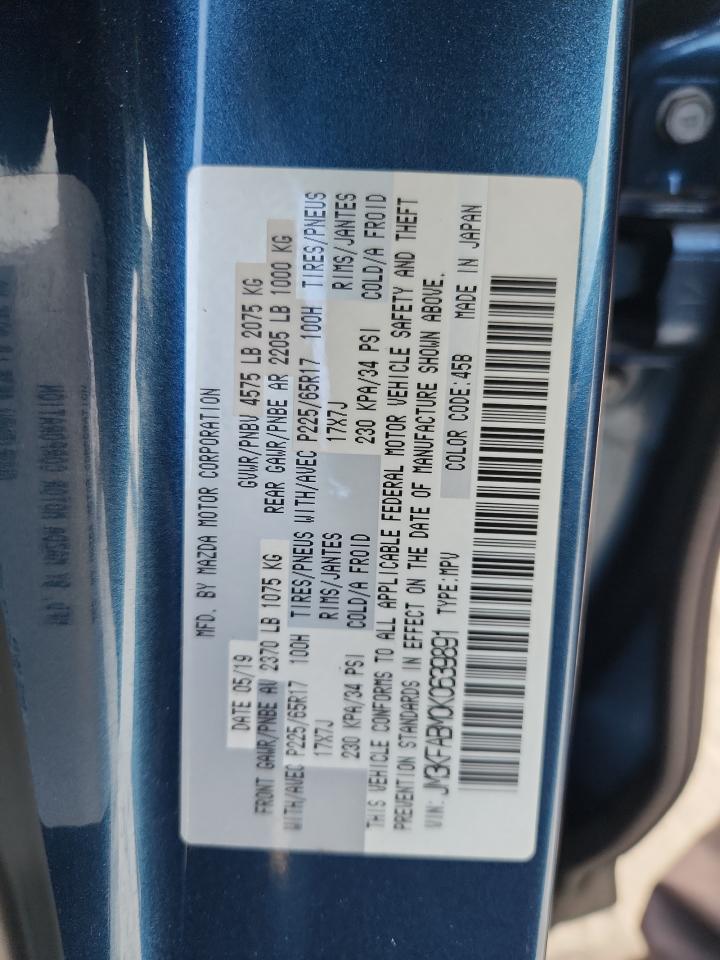 MFD. BY MAZDA MOTOR CORPORATION
DATE 05/19 GVWR/PNBV 4575 LB 2075 KG
FRONT GAWR/PNBE AV 2370 LB 1075 KG REAR GAWR/PNBE AR 2205 LB 1000 KG
WITH/AVEC P225/65R17 100H TIRES/PNEUS WITH/AVEC P225/65R17 100H TIRES/PNEUS
17X7J RIMS/JANTES 17X7J RIMS/JANTES
230 KPA/34 PSI COLD/A FROID 230 KPA/34 PSI COLD/A FROID
THIS VEHICLE CONFORMS TO ALL APPLICABLE FEDERAL MOTOR VEHICLE SAFETY AND THEFT
PREVENTION STANDARDS IN EFFECT ON THE DATE OF MANUFACTURE SHOWN ABOVE.
VIN: JM3KFABM0K0639891 TYPE:MPV COLOR CODE:45B MADE IN JAPAN